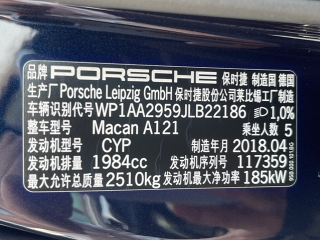 品牌 PORSCHE 保时捷 制造国 德国
生产厂 Porsche Leipzig GmbH 保时捷股份公司莱比锡工厂制造
车辆识别代号 WP1AA2959JLB22186 1,0%
整车型号 Macan A121 乘坐人数 5
发动机型号 CYP 制造年月 2018.04
发动机排量 1984cc 发动机序号 117359
最大允许总质量 2510kg 发动机最大净功率 185kW